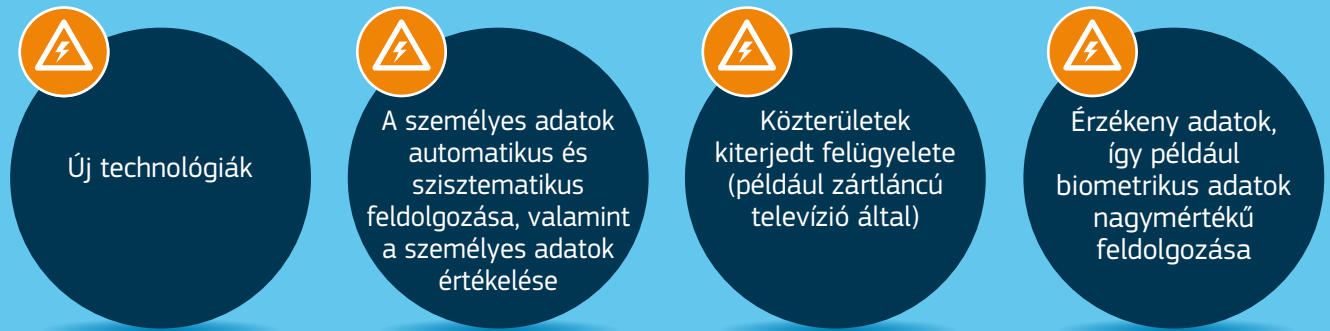 Új technológiák
A személyes adatok
automatikus és
szisztematikus
feldolgozása, valamint
a személyes adatok
értékelése
Közterületek
kiterjedt felügyelete
(például zártláncú
televízió által)
Érzékeny adatok,
így például
biometrikus adatok
nagymértékű
feldolgozása